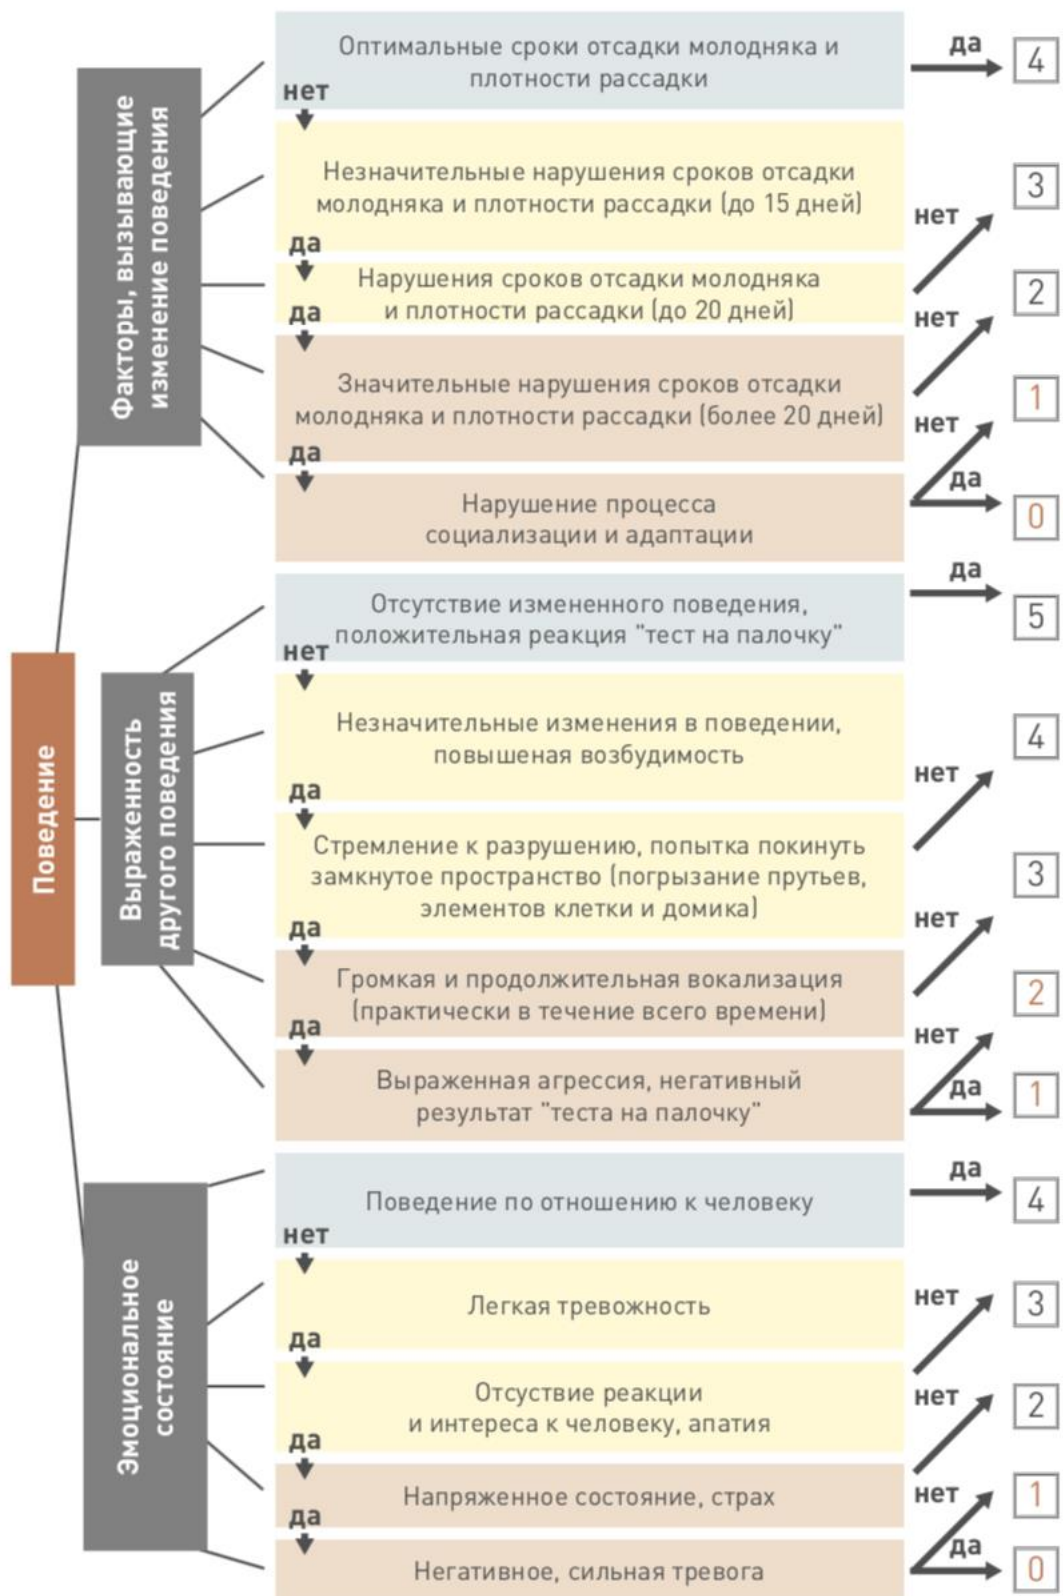 Поведение
Факторы, вызывающие
изменение поведения
Оптимальные сроки отсадки молодняка и
плотности рассадки
да
4
нет
Незначительные нарушения сроков отсадки
молодняка и плотности рассадки (до 15 дней)
3
нет
да
Нарушения сроков отсадки молодняка
и плотности рассадки (до 20 дней)
2
нет
да
Значительные нарушения сроков отсадки
молодняка и плотности рассадки (более 20 дней)
1
нет
да
Нарушение процесса
социализации и адаптации
да
0
Выраженность
другого поведения
Отсутствие измененного поведения,
положительная реакция "тест на палочку"
да
5
нет
Незначительные изменения в поведении,
повышеная возбудимость
4
нет
да
Стремление к разрушению, попытка покинуть
замкнутое пространство (погрызание прутьев,
элементов клетки и домика)
3
нет
да
Громкая и продолжительная вокализация
(практически в течение всего времени)
2
нет
да
Выраженная агрессия, негативный
результат "теста на палочку"
да
1
Эмоциональное
состояние
Поведение по отношению к человеку
да
4
нет
Легкая тревожность
нет
3
да
Отсуствие реакции
и интереса к человеку, апатия
нет
2
да
Напряженное состояние, страх
нет
1
да
Негативное, сильная тревога
да
0